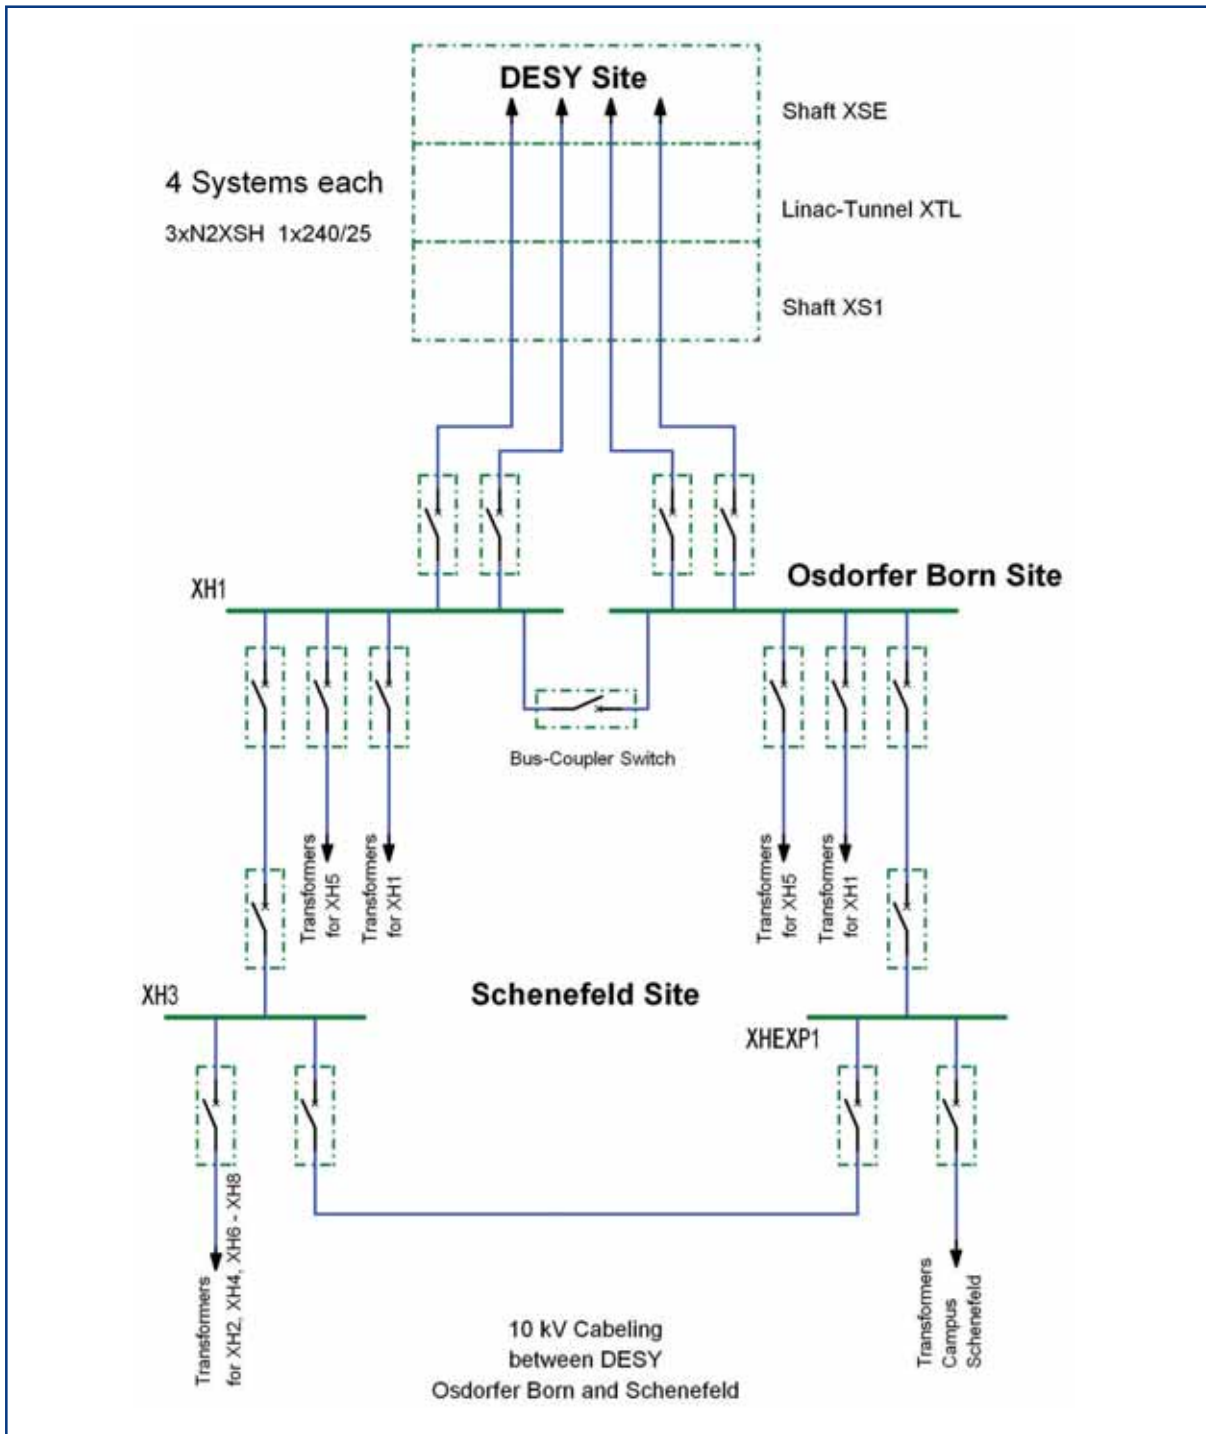 DESY Site
Shaft XSE
4 Systems each
3xN2XSH 1x240/25
Linac-Tunnel XTL
Shaft XS1
Osdorfer Born Site
XH1
Bus-Coupler Switch
Transformers
for XH5
Transformers
for XH1
Transformers
for XH5
Transformers
for XH1
XH3
Schenefeld Site
XHEXP1
Transformers
for XH2, XH4, XH6 - XH8
Transformers
Campus
Schenefeld
10 kV Cabeling
between DESY
Osdorfer Born and Schenefeld